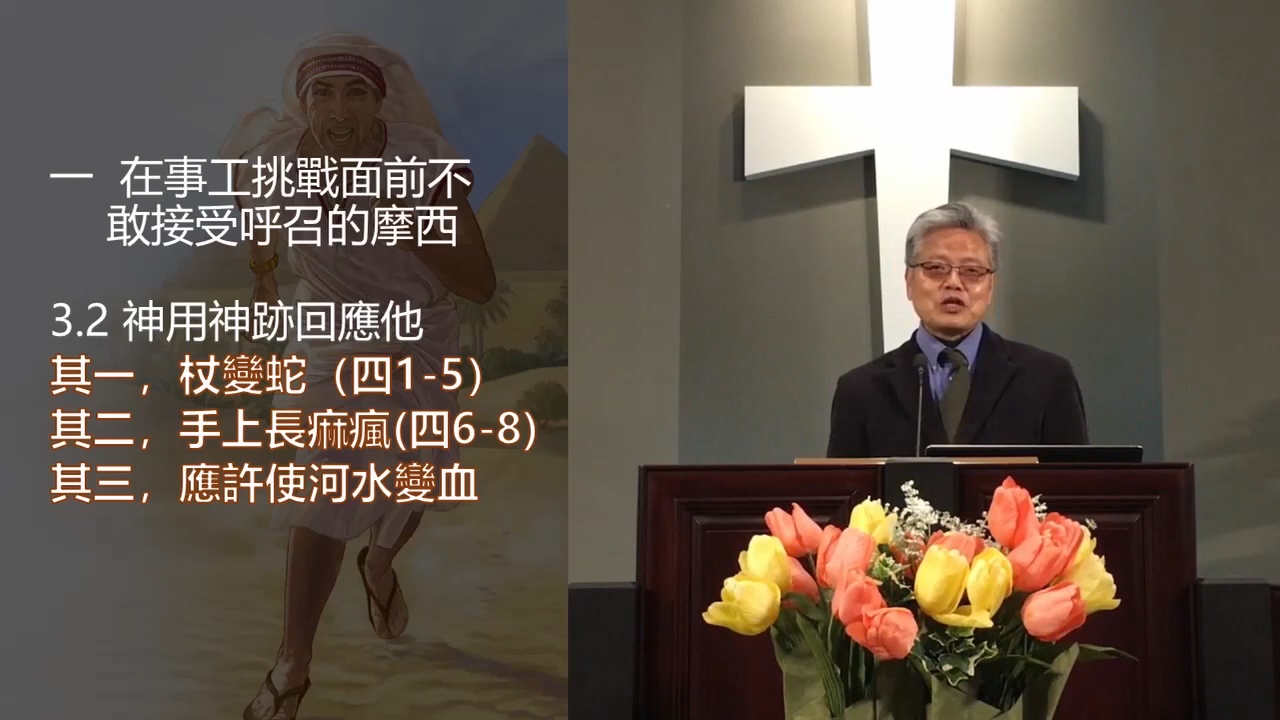 一 在事工挑戰面前不
敢接受呼召的摩西
3.2 神用神跡回應他
其一，杖變蛇（四1-5）
其二，手上長痲瘋(四6-8)
其三，應許使河水變血